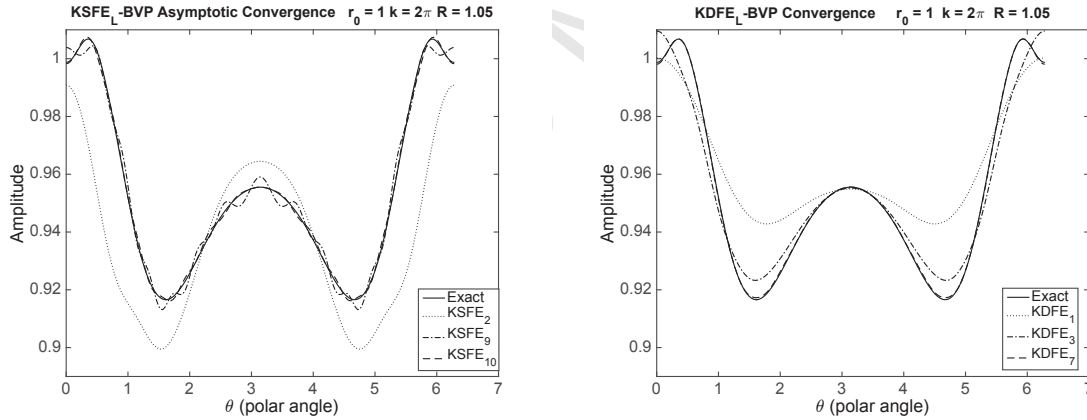 KSFE_L-BVP Asymptotic Convergence r_0 = 1 k = 2π R = 1.05
1
0.98
0.96
0.94
0.92
0.9
Amplitude
0 1 2 3 4 5 6 7
θ (polar angle)
Exact
KSFE_2
KSFE_9
KSFE_10
KDFE_L-BVP Convergence r_0 = 1 k = 2π R = 1.05
1
0.98
0.96
0.94
0.92
0.9
Amplitude
0 1 2 3 4 5 6 7
θ (polar angle)
Exact
KDFE_1
KDFE_3
KDFE_7